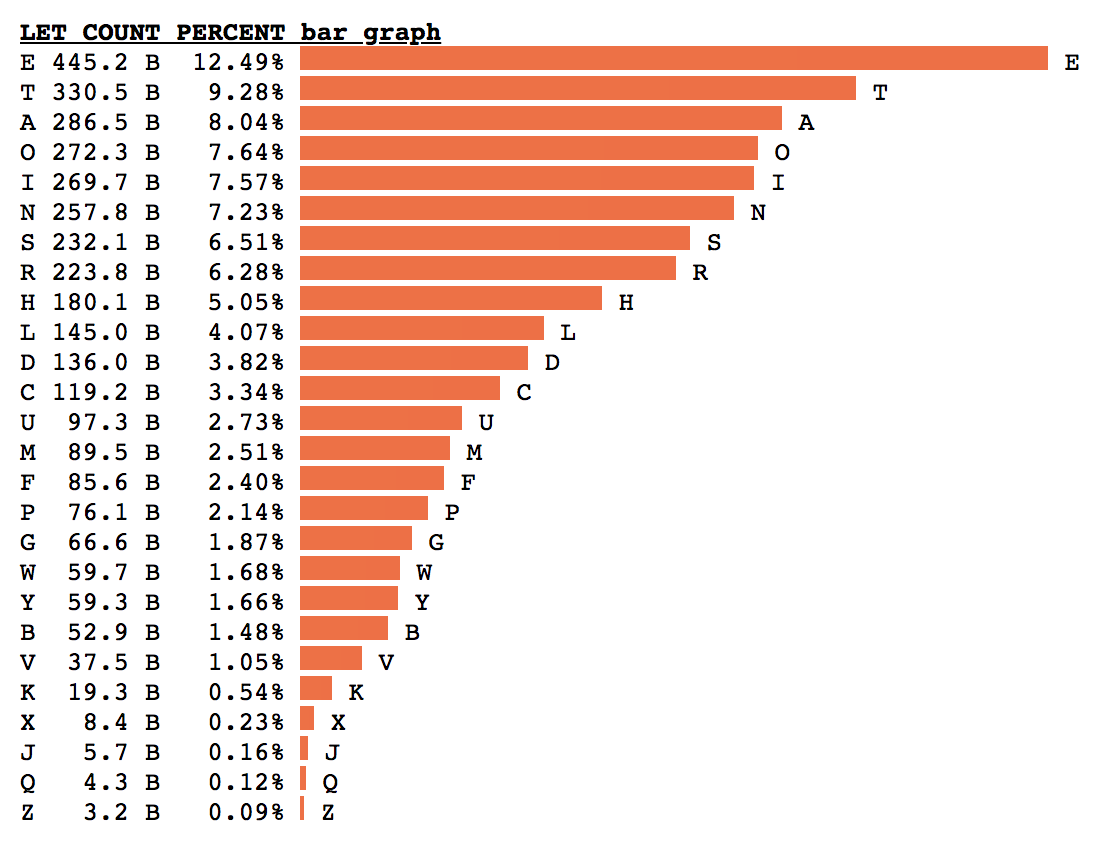 LET COUNT PERCENT bar graph
E 445.2 B 12.49% E
T 330.5 B 9.28% T
A 286.5 B 8.04% A
O 272.3 B 7.64% O
I 269.7 B 7.57% I
N 257.8 B 7.23% N
S 232.1 B 6.51% S
R 223.8 B 6.28% R
H 180.1 B 5.05% H
L 145.0 B 4.07% L
D 136.0 B 3.82% D
C 119.2 B 3.34% C
U 97.3 B 2.73% U
M 89.5 B 2.51% M
F 85.6 B 2.40% F
P 76.1 B 2.14% P
G 66.6 B 1.87% G
W 59.7 B 1.68% W
Y 59.3 B 1.66% Y
B 52.9 B 1.48% B
V 37.5 B 1.05% V
K 19.3 B 0.54% K
X 8.4 B 0.23% X
J 5.7 B 0.16% J
Q 4.3 B 0.12% Q
Z 3.2 B 0.09% Z